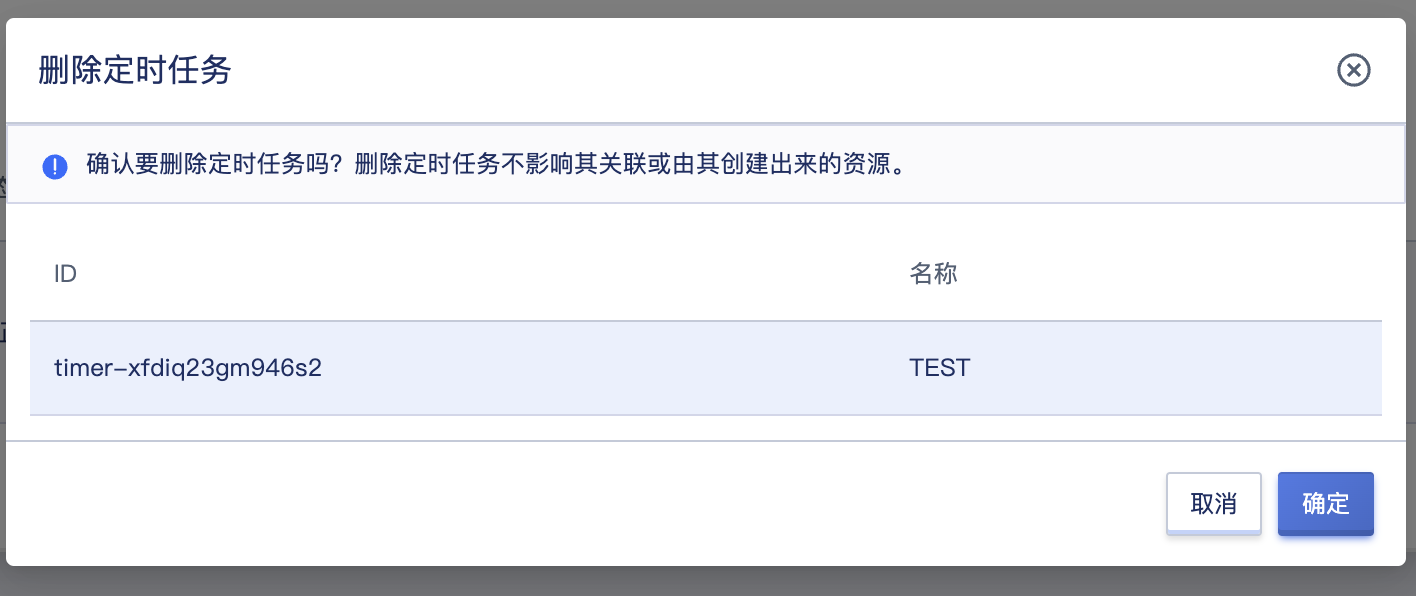 删除定时任务
确认要删除定时任务吗？删除定时任务不影响其关联或由其创建出来的资源。
ID 名称
timer-xfdiq23gm946s2 TEST
取消 确定